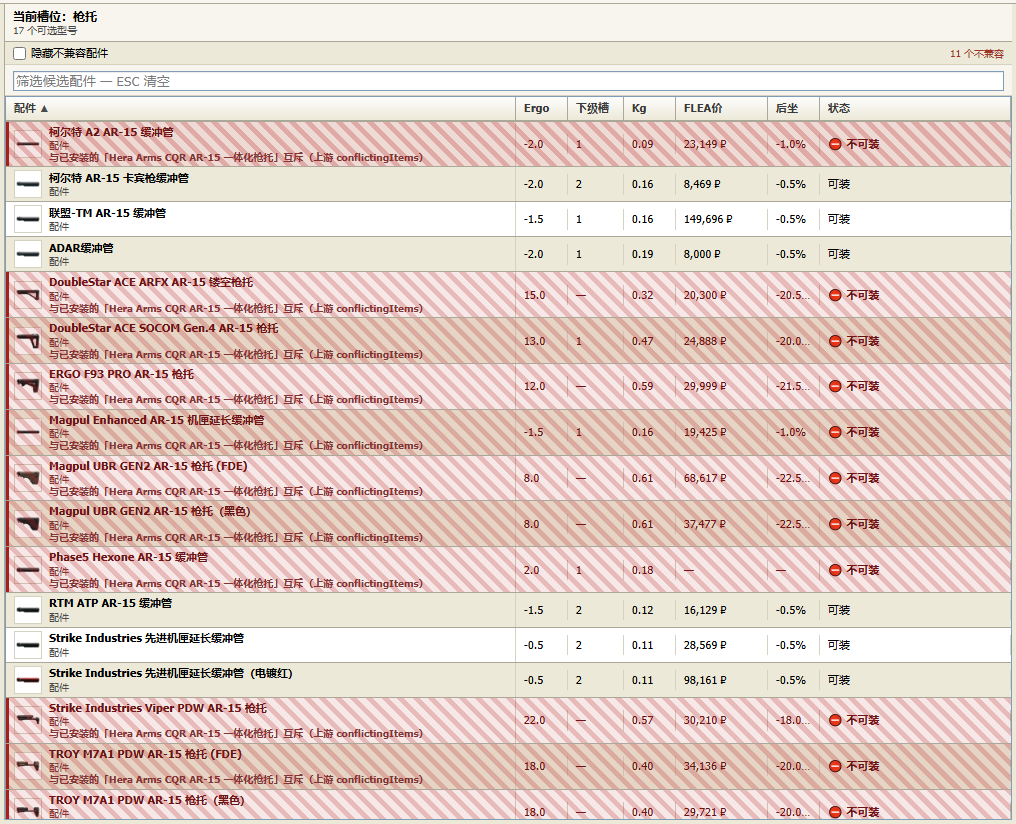 当前槽位：枪托
17 个可选型号
隐藏不兼容配件 11 个不兼容
筛选候选配件 — ESC 清空
配件 ▲ Ergo 下级槽 Kg FLEA价 后坐 状态
柯尔特 A2 AR-15 缓冲管
配件
与已安装的「Hera Arms CQR AR-15 一体化枪托」互斥（上游 conflictingItems）
-2.0 1 0.09 23,149 ₽ -1.0% 不可装
柯尔特 AR-15 卡宾枪缓冲管
配件
-2.0 2 0.16 8,469 ₽ -0.5% 可装
联盟-TM AR-15 缓冲管
配件
-1.5 1 0.16 149,696 ₽ -0.5% 可装
ADAR缓冲管
配件
-2.0 1 0.19 8,000 ₽ -0.5% 可装
DoubleStar ACE ARFX AR-15 镂空枪托
配件
与已安装的「Hera Arms CQR AR-15 一体化枪托」互斥（上游 conflictingItems）
15.0 — 0.32 20,300 ₽ -20.5... 不可装
DoubleStar ACE SOCOM Gen.4 AR-15 枪托
配件
与已安装的「Hera Arms CQR AR-15 一体化枪托」互斥（上游 conflictingItems）
13.0 1 0.47 24,888 ₽ -20.0... 不可装
ERGO F93 PRO AR-15 枪托
配件
与已安装的「Hera Arms CQR AR-15 一体化枪托」互斥（上游 conflictingItems）
12.0 — 0.59 29,999 ₽ -21.5... 不可装
Magpul Enhanced AR-15 机匣延长缓冲管
配件
与已安装的「Hera Arms CQR AR-15 一体化枪托」互斥（上游 conflictingItems）
-1.5 1 0.16 19,425 ₽ -1.0% 不可装
Magpul UBR GEN2 AR-15 枪托 (FDE)
配件
与已安装的「Hera Arms CQR AR-15 一体化枪托」互斥（上游 conflictingItems）
8.0 — 0.61 68,617 ₽ -22.5... 不可装
Magpul UBR GEN2 AR-15 枪托（黑色）
配件
与已安装的「Hera Arms CQR AR-15 一体化枪托」互斥（上游 conflictingItems）
8.0 — 0.61 37,477 ₽ -22.5... 不可装
Phase5 Hexone AR-15 缓冲管
配件
与已安装的「Hera Arms CQR AR-15 一体化枪托」互斥（上游 conflictingItems）
2.0 1 0.18 — — 不可装
RTM ATP AR-15 缓冲管
配件
-1.5 2 0.12 16,129 ₽ -0.5% 可装
Strike Industries 先进机匣延长缓冲管
配件
-0.5 2 0.11 28,569 ₽ -0.5% 可装
Strike Industries 先进机匣延长缓冲管（电镀红）
配件
-0.5 2 0.11 98,161 ₽ -0.5% 可装
Strike Industries Viper PDW AR-15 枪托
配件
与已安装的「Hera Arms CQR AR-15 一体化枪托」互斥（上游 conflictingItems）
22.0 — 0.57 30,210 ₽ -18.0... 不可装
TROY M7A1 PDW AR-15 枪托 (FDE)
配件
与已安装的「Hera Arms CQR AR-15 一体化枪托」互斥（上游 conflictingItems）
18.0 — 0.40 34,136 ₽ -20.0... 不可装
TROY M7A1 PDW AR-15 枪托（黑色）
配件
18.0 — 0.40 29,721 ₽ -20.0... 不可装